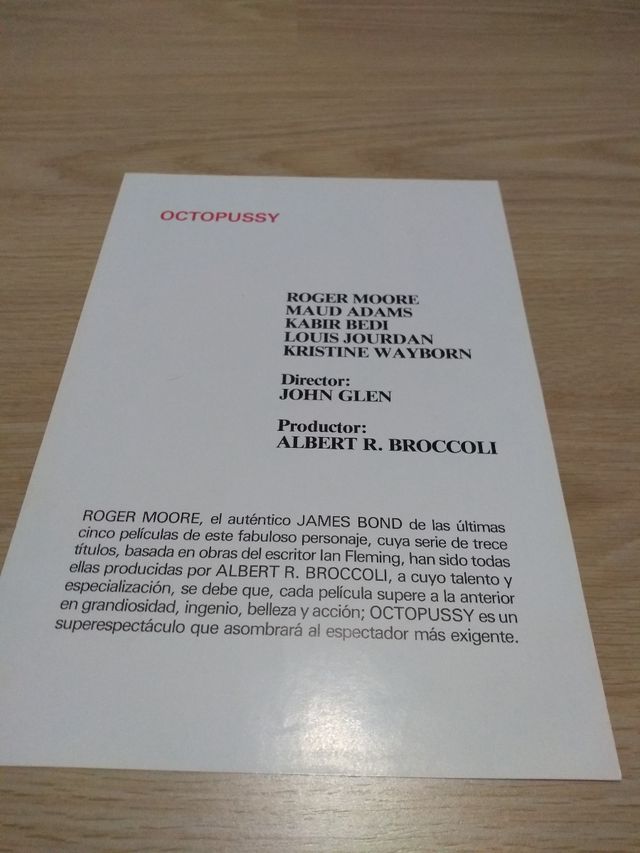 OCTOPUSSY
ROGER MOORE
MAUD ADAMS
KABIR BEDI
LOUIS JOURDAN
KRISTINE WAYBORN
Director:
JOHN GLEN
Productor:
ALBERT R. BROCCOLI
ROGER MOORE, el auténtico JAMES BOND de las últimas
cinco películas de este fabuloso personaje, cuya serie de trece
títulos, basada en obras del escritor Ian Fleming, han sido todas
ellas producidas por ALBERT R. BROCCOLI, a cuyo talento y
especialización, se debe que, cada película supere a la anterior
en grandiosidad, ingenio, belleza y acción; OCTOPUSSY es un
superespectáculo que asombrará al espectador más exigente.